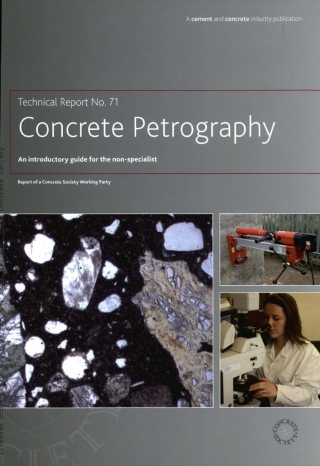 A cement and concrete industry publication
Technical Report No. 71
Concrete Petrography
An introductory guide for the non-specialist
Report of a Concrete Society Working Party